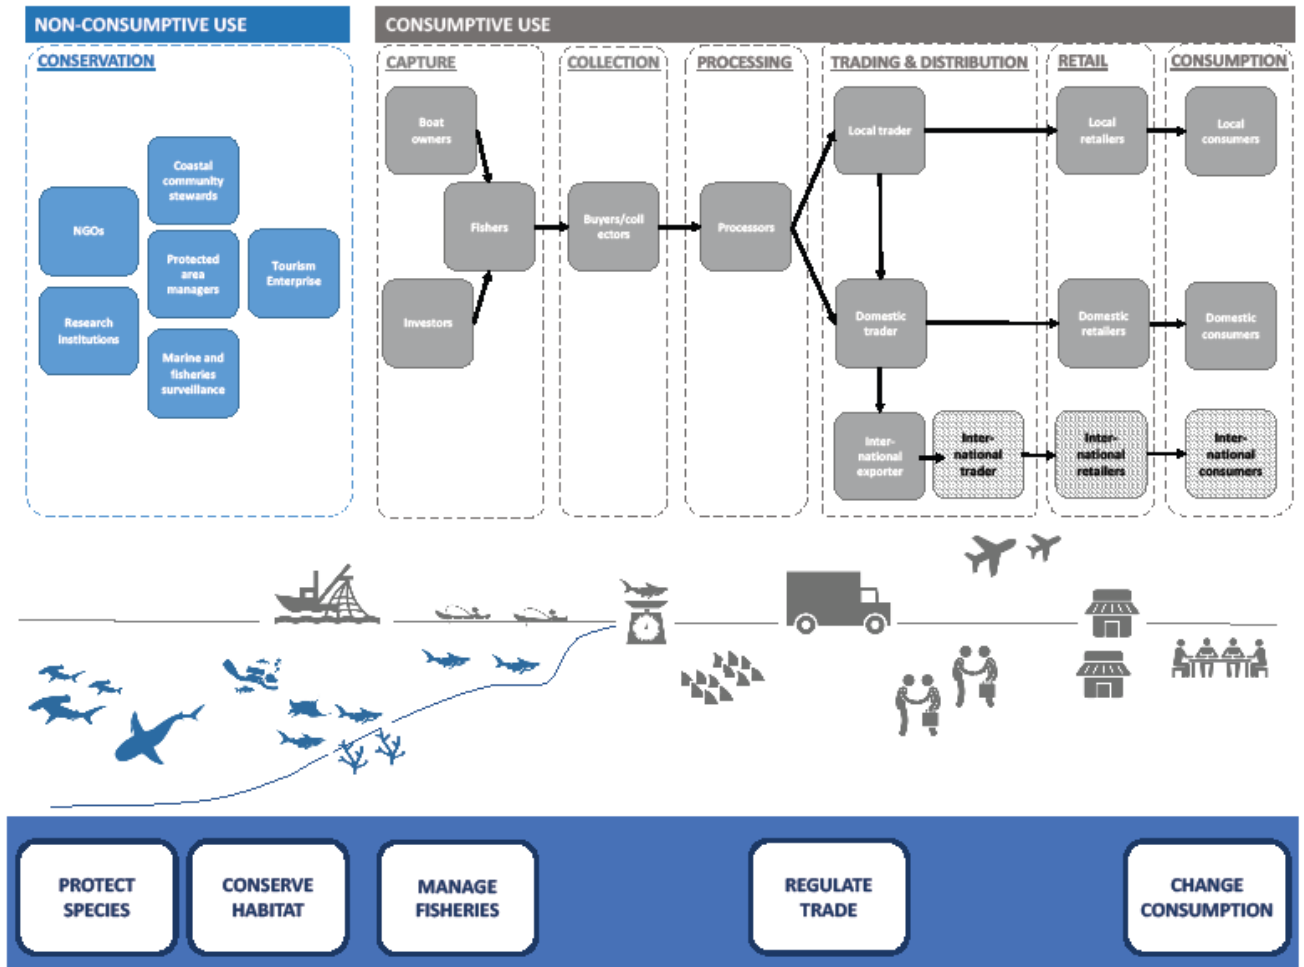 NON-CONSUMPTIVE USE
CONSUMPTIVE USE
CONSERVATION
CAPTURE
COLLECTION
PROCESSING
TRADING & DISTRIBUTION
RETAIL
CONSUMPTION
NGOs
Research
institutions
Coastal
community
stewards
Protected
area
managers
Marine and
fisheries
surveillance
Tourism
Enterprise
Boat
owners
Fishers
Investors
Buyers/coll
ectors
Processors
Local trader
Local
retailers
Local
consumers
Domestic
trader
Domestic
retailers
Domestic
consumers
Inter-
national
exporter
Inter-
national
trader
Inter-
national
retailers
Inter-
national
consumers
PROTECT
SPECIES
CONSERVE
HABITAT
MANAGE
FISHERIES
REGULATE
TRADE
CHANGE
CONSUMPTION